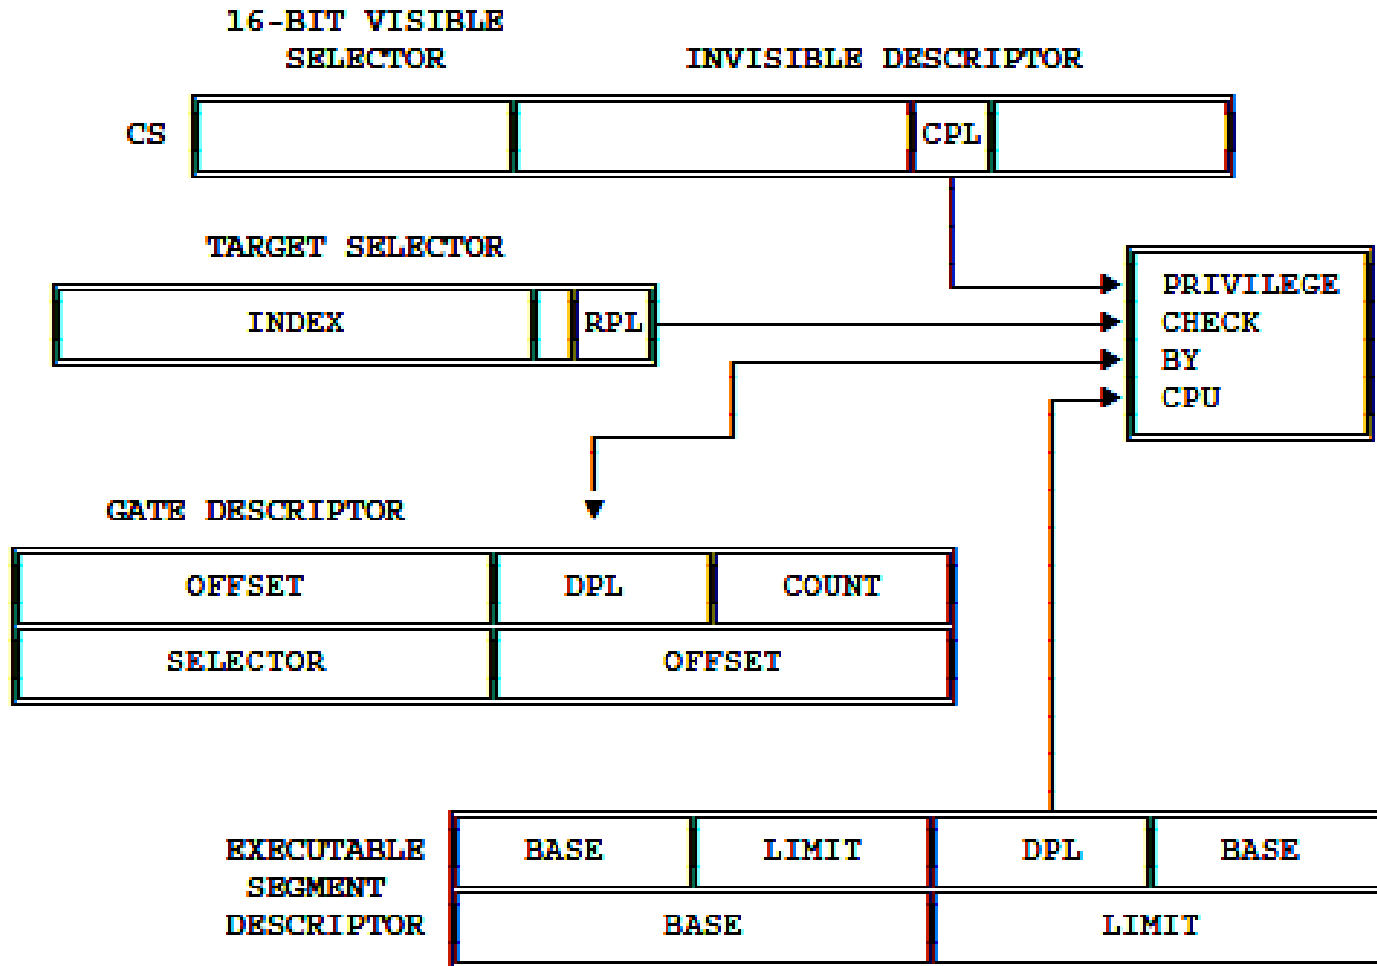 16-BIT VISIBLE
SELECTOR INVISIBLE DESCRIPTOR
CS CPL
TARGET SELECTOR
INDEX RPL
PRIVILEGE
CHECK
BY
CPU
GATE DESCRIPTOR
OFFSET DPL COUNT
SELECTOR OFFSET
EXECUTABLE
SEGMENT
DESCRIPTOR
BASE LIMIT DPL BASE
BASE LIMIT